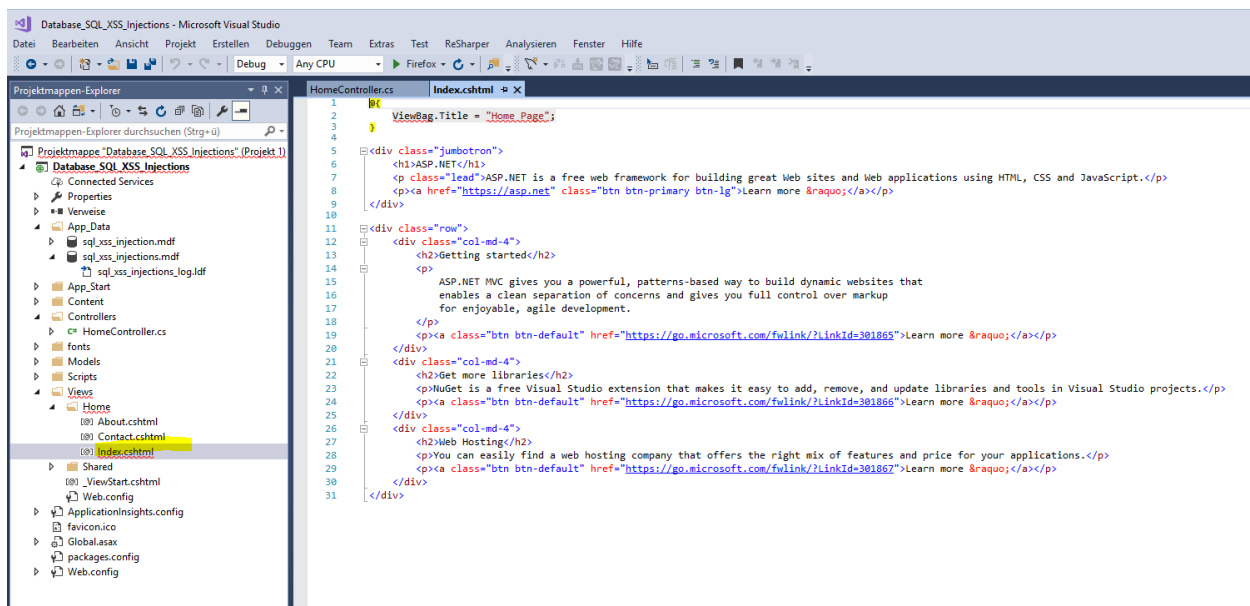 Database_SQL_XSS_Injections - Microsoft Visual Studio
Datei Bearbeiten Ansicht Projekt Erstellen Debuggen Team Extras Test ReSharper Analysieren Fenster Hilfe
Debug Any CPU Firefox
Projektmappen-Explorer
Projektmappen-Explorer durchsuchen (Strg+ü)
Projektmappe "Database_SQL_XSS_Injections" (Projekt 1)
Database_SQL_XSS_Injections
Connected Services
Properties
Verweise
App_Data
sql_xss_injection.mdf
sql_xss_injections.mdf
sql_xss_injections_log.ldf
App_Start
Content
Controllers
C# HomeController.cs
fonts
Models
Scripts
Views
Home
About.cshtml
Contact.cshtml
Index.cshtml
Shared
_ViewStart.cshtml
Web.config
ApplicationInsights.config
favicon.ico
Global.asax
packages.config
Web.config
HomeController.cs Index.cshtml
1 @{
2 ViewBag.Title = "Home Page";
3 }
4
5 <div class="jumbotron">
6 <h1>ASP.NET</h1>
7 <p class="lead">ASP.NET is a free web framework for building great Web sites and Web applications using HTML, CSS and JavaScript.</p>
8 <p><a href="https://asp.net" class="btn btn-primary btn-lg">Learn more &raquo;</a></p>
9 </div>
10
11 <div class="row">
12 <div class="col-md-4">
13 <h2>Getting started</h2>
14 <p>
15 ASP.NET MVC gives you a powerful, patterns-based way to build dynamic websites that
16 enables a clean separation of concerns and gives you full control over markup
17 for enjoyable, agile development.
18 </p>
19 <p><a class="btn btn-default" href="https://go.microsoft.com/fwlink/?LinkId=301865">Learn more &raquo;</a></p>
20 </div>
21 <div class="col-md-4">
22 <h2>Get more libraries</h2>
23 <p>NuGet is a free Visual Studio extension that makes it easy to add, remove, and update libraries and tools in Visual Studio projects.</p>
24 <p><a class="btn btn-default" href="https://go.microsoft.com/fwlink/?LinkId=301866">Learn more &raquo;</a></p>
25 </div>
26 <div class="col-md-4">
27 <h2>Web Hosting</h2>
28 <p>You can easily find a web hosting company that offers the right mix of features and price for your applications.</p>
29 <p><a class="btn btn-default" href="https://go.microsoft.com/fwlink/?LinkId=301867">Learn more &raquo;</a></p>
30 </div>
31 </div>